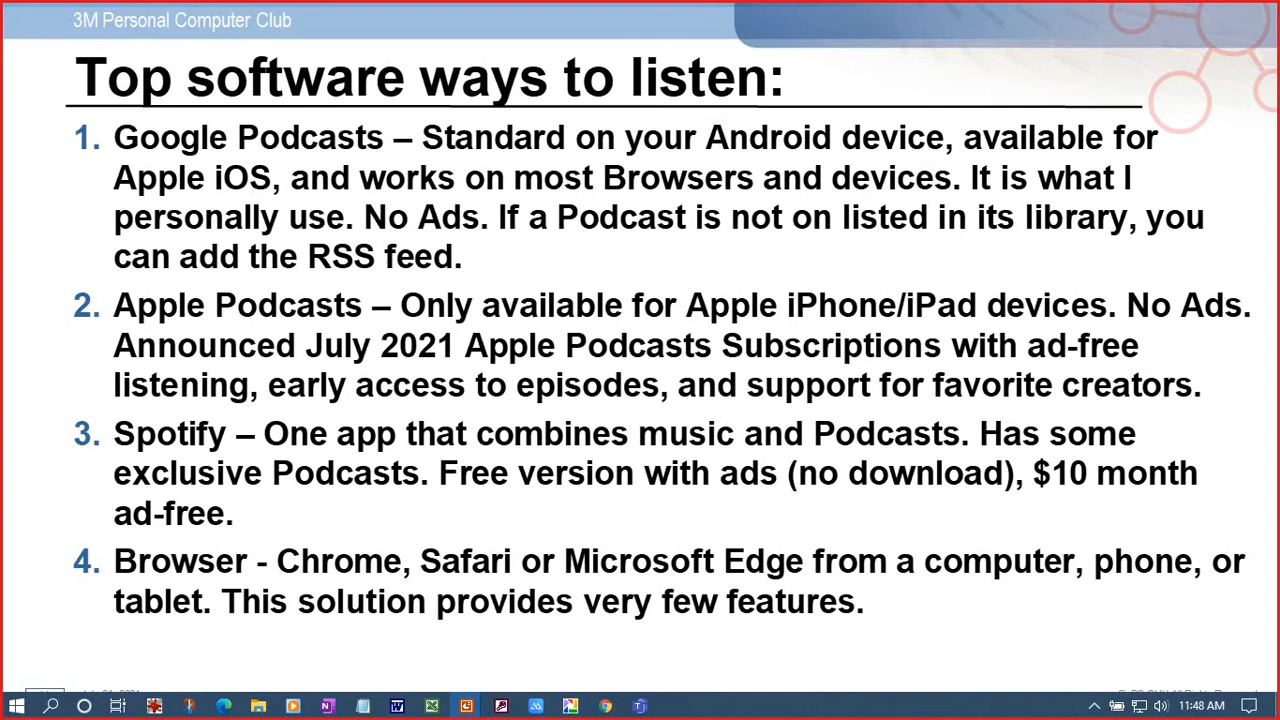 3M Personal Computer Club
Top software ways to listen:
1. Google Podcasts – Standard on your Android device, available for
Apple iOS, and works on most Browsers and devices. It is what I
personally use. No Ads. If a Podcast is not on listed in its library, you
can add the RSS feed.
2. Apple Podcasts – Only available for Apple iPhone/iPad devices. No Ads.
Announced July 2021 Apple Podcasts Subscriptions with ad-free
listening, early access to episodes, and support for favorite creators.
3. Spotify – One app that combines music and Podcasts. Has some
exclusive Podcasts. Free version with ads (no download), $10 month
ad-free.
4. Browser - Chrome, Safari or Microsoft Edge from a computer, phone, or
tablet. This solution provides very few features.
11:48 AM